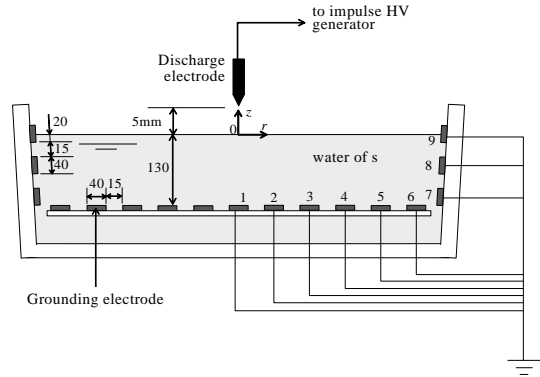 to impulse HV
generator
Discharge
electrode
z
5mm
0
r
20
15
40
130
water of s
9
8
7
40
15
1
2
3
4
5
6
Grounding electrode